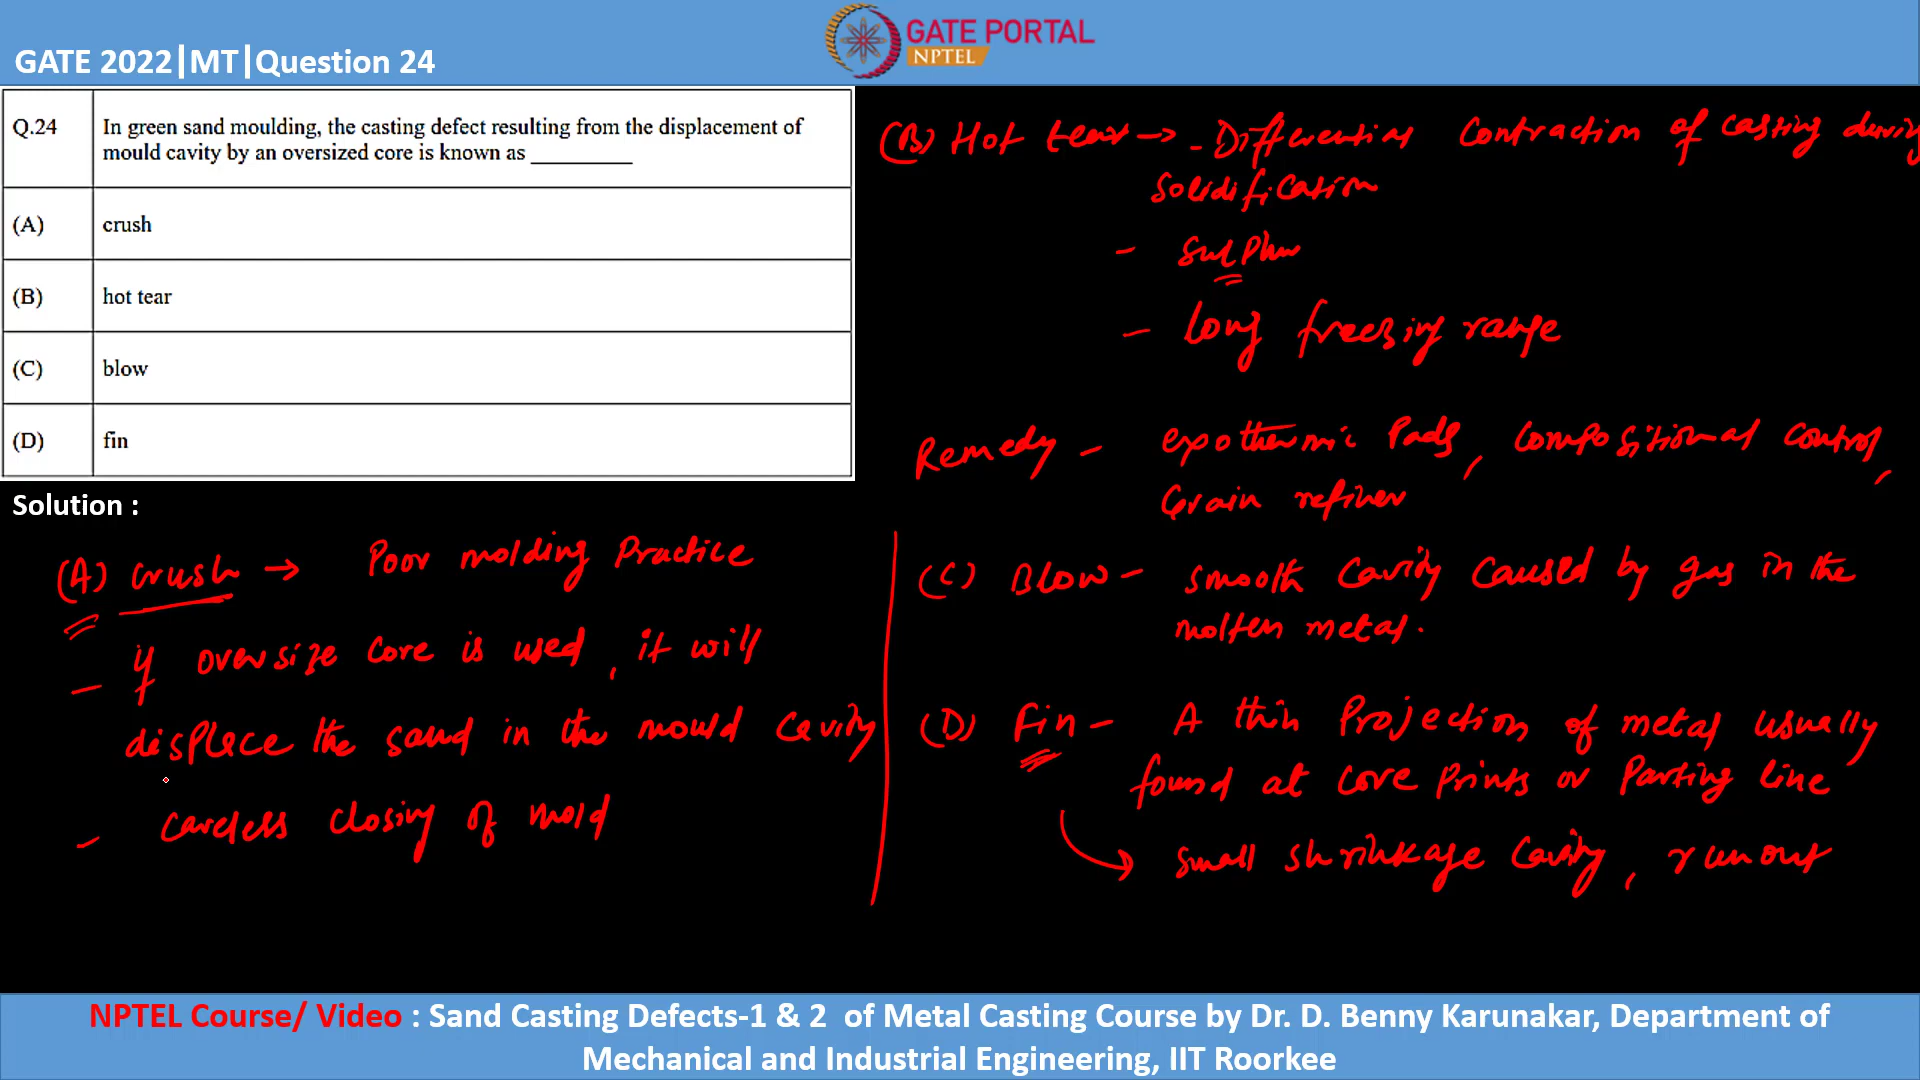 GATE 2022|MT|Question 24
GATE PORTAL
NPTEL
Q.24 In green sand moulding, the casting defect resulting from the displacement of
mould cavity by an oversized core is known as _________
(A) crush
(B) hot tear
(C) blow
(D) fin
Solution :
(A) crush → Poor molding Practice
– if oversize core is used, it will
displace the sand in the mould cavity
– careless closing of mold
(B) Hot tear → - Differential contraction of casting during
solidification
– Sulphur
– long freezing range
Remedy – exothermic Pads, compositional control,
Grain refiner
(C) Blow – smooth cavity caused by gas in the
molten metal.
(D) Fin – A thin Projection of metal usually
found at core prints or parting line
→ small shrinkage cavity, runout
NPTEL Course/ Video : Sand Casting Defects-1 & 2 of Metal Casting Course by Dr. D. Benny Karunakar, Department of
Mechanical and Industrial Engineering, IIT Roorkee